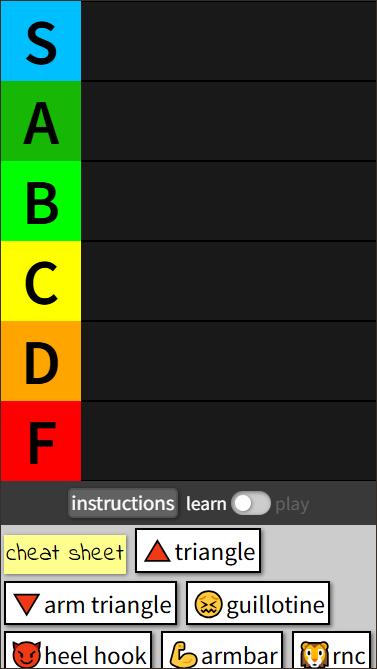 S
A
B
C
D
F
instructions learn play
cheat sheet triangle
arm triangle guillotine
heel hook armbar rnc